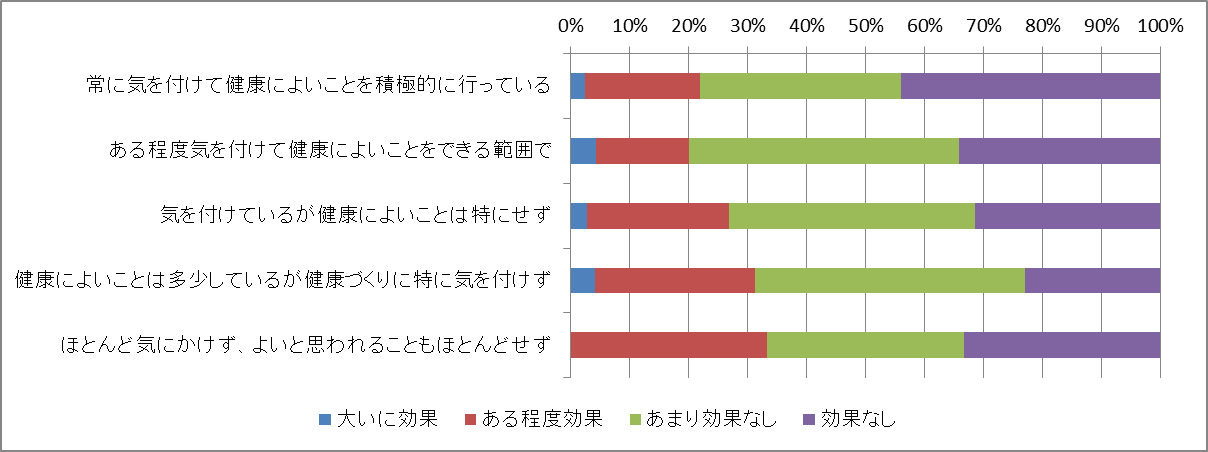 0% 10% 20% 30% 40% 50% 60% 70% 80% 90% 100%
常に気を付けて健康によいことを積極的に行っている
ある程度気を付けて健康によいことをできる範囲で
気を付けているが健康によいことは特にせず
健康によいことは多少しているが健康づくりに特に気を付けず
ほとんど気にかけず、よいと思われることもほとんどせず
大いに効果 ある程度効果 あまり効果なし 効果なし